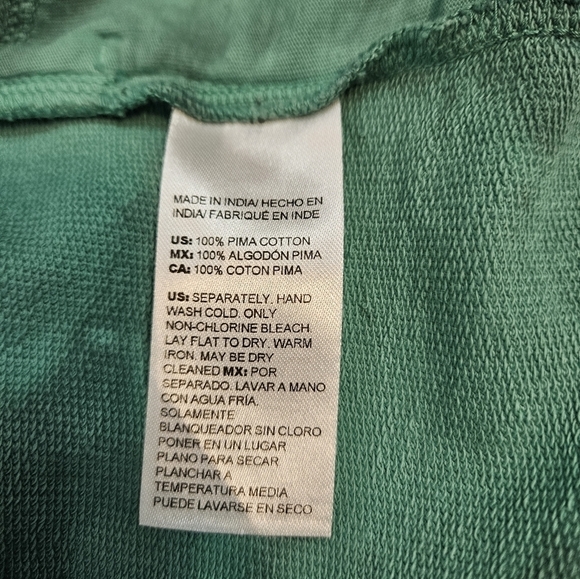 MADE IN INDIA/ HECHO EN
INDIA/ FABRIQUÉ EN INDE
US: 100% PIMA COTTON
MX: 100% ALGODÓN PIMA
CA: 100% COTON PIMA
US: SEPARATELY. HAND
WASH COLD. ONLY
NON-CHLORINE BLEACH.
LAY FLAT TO DRY. WARM
IRON. MAY BE DRY
CLEANED MX: POR
SEPARADO. LAVAR A MANO
CON AGUA FRÍA.
SOLAMENTE
BLANQUEADOR SIN CLORO
PONER EN UN LUGAR
PLANO PARA SECAR
PLANCHAR A
TEMPERATURA MEDIA
PUEDE LAVARSE EN SECO